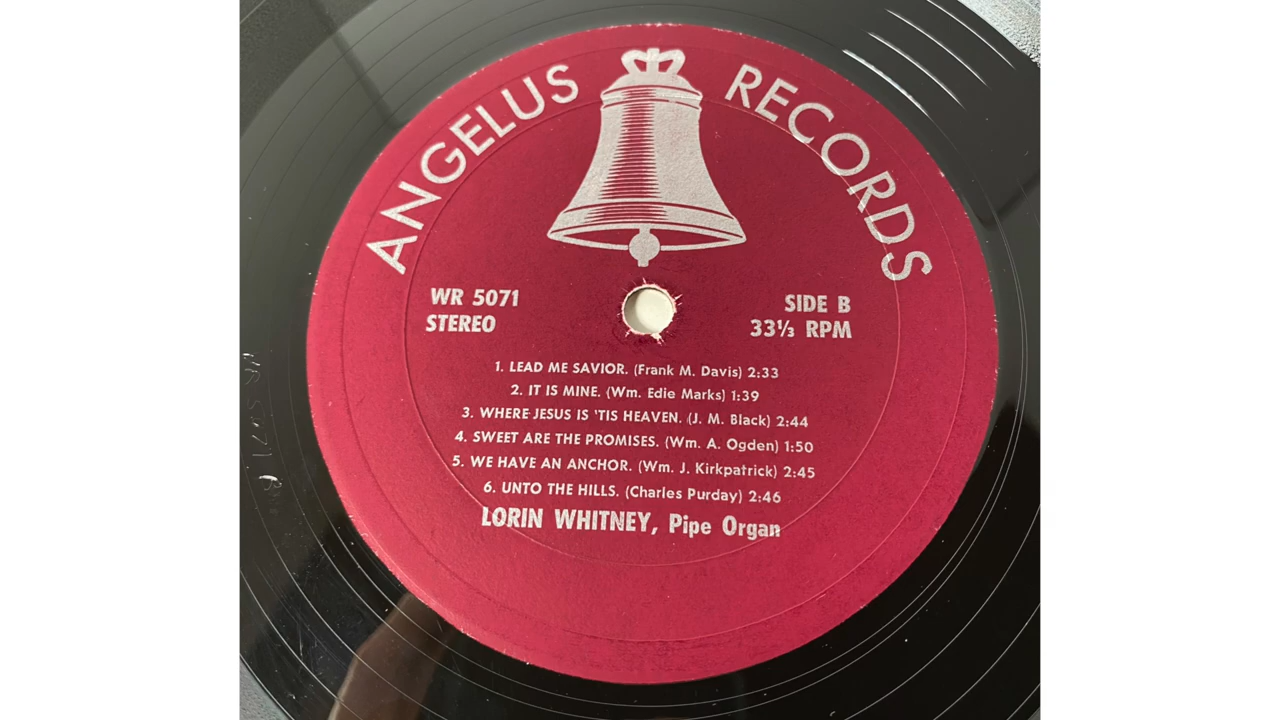 ANGELUS RECORDS
WR 5071
STEREO
SIDE B
33⅓ RPM
1. LEAD ME SAVIOR. (Frank M. Davis) 2:33
2. IT IS MINE. (Wm. Edie Marks) 1:39
3. WHERE JESUS IS 'TIS HEAVEN. (J. M. Black) 2:44
4. SWEET ARE THE PROMISES. (Wm. A. Ogden) 1:50
5. WE HAVE AN ANCHOR. (Wm. J. Kirkpatrick) 2:45
6. UNTO THE HILLS. (Charles Purday) 2:46
LORIN WHITNEY, Pipe Organ
WR 5071